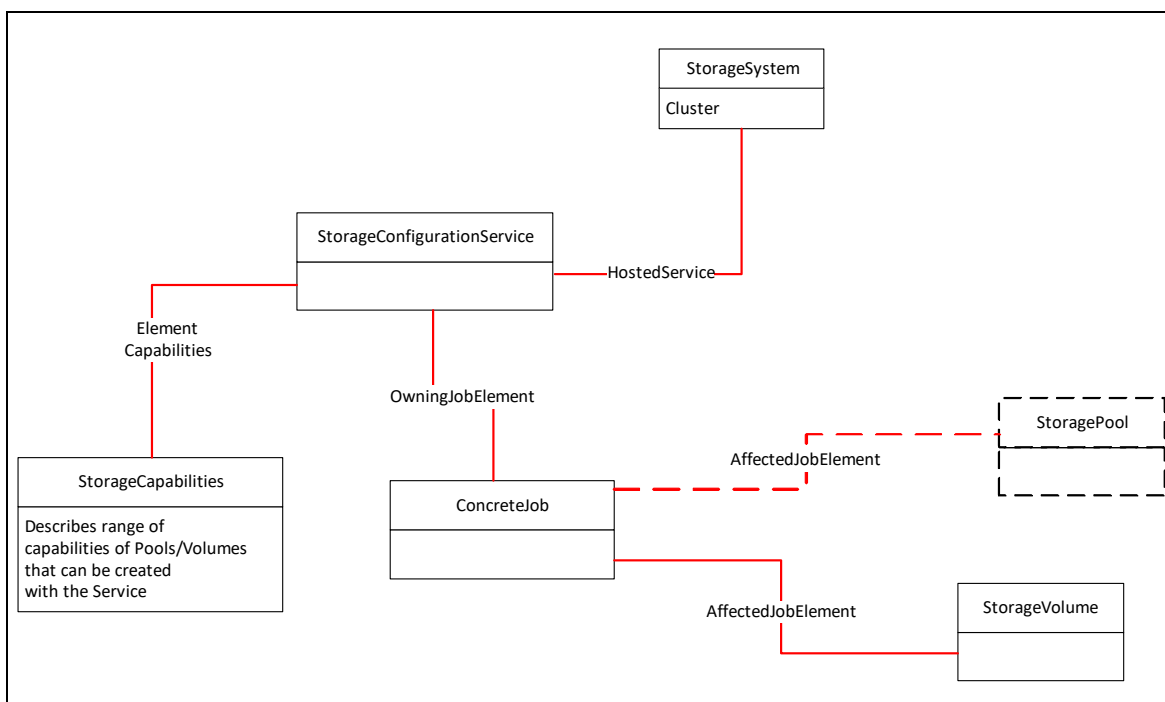 StorageSystem
Cluster
StorageConfigurationService
HostedService
Element
Capabilities
OwningJobElement
StoragePool
AffectedJobElement
StorageCapabilities
Describes range of
capabilities of Pools/Volumes
that can be created
with the Service
ConcreteJob
AffectedJobElement
StorageVolume